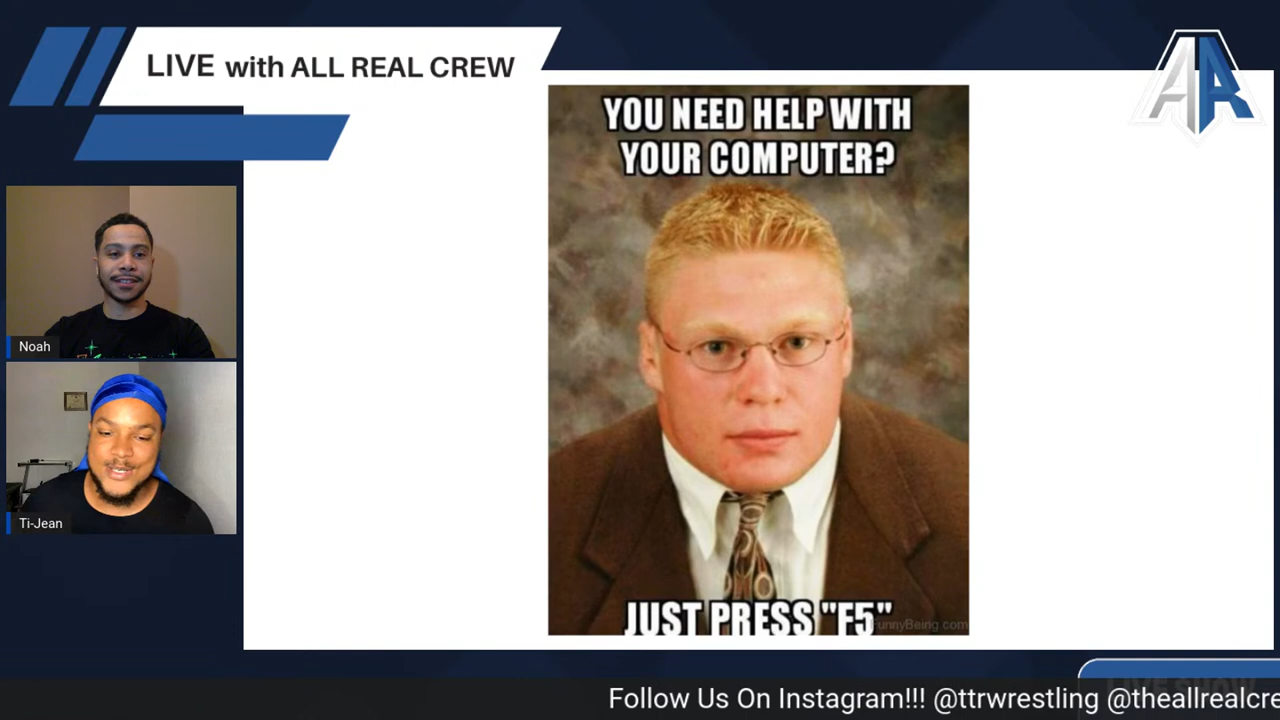 LIVE with ALL REAL CREW
AR
YOU NEED HELP WITH
YOUR COMPUTER?
JUST PRESS "F5"
FunnyBeing.com
Noah
Ti-Jean
Follow Us On Instagram!!! @ttrwrestling @theallrealcre